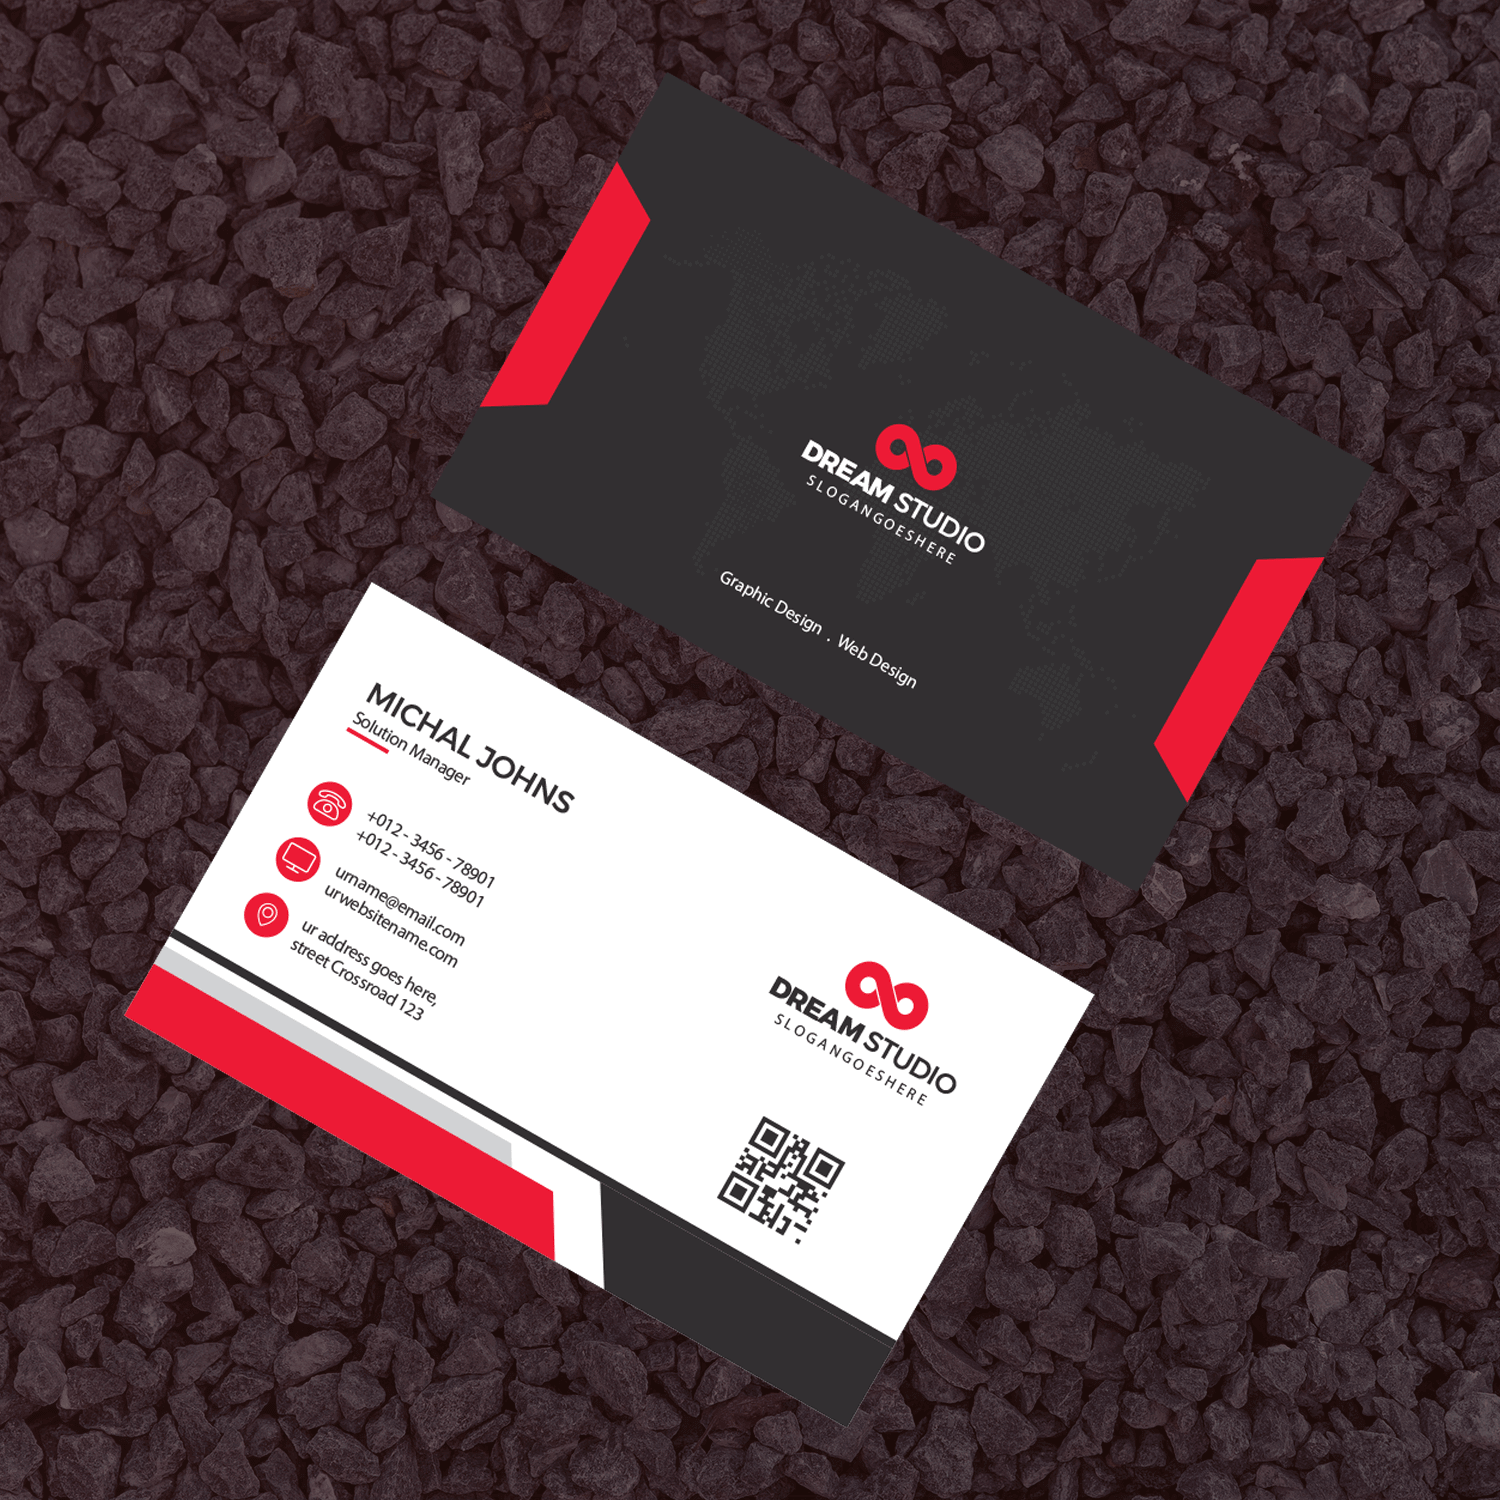 DREAM STUDIO
SLOGANGOESHERE
Graphic Design . Web Design
MICHAL JOHNS
Solution Manager
+012 - 3456 - 78901
+012 - 3456 - 78901
urname@email.com
urwebsitename.com
ur address goes here,
street Crossroad 123
DREAM STUDIO
SLOGANGOESHERE